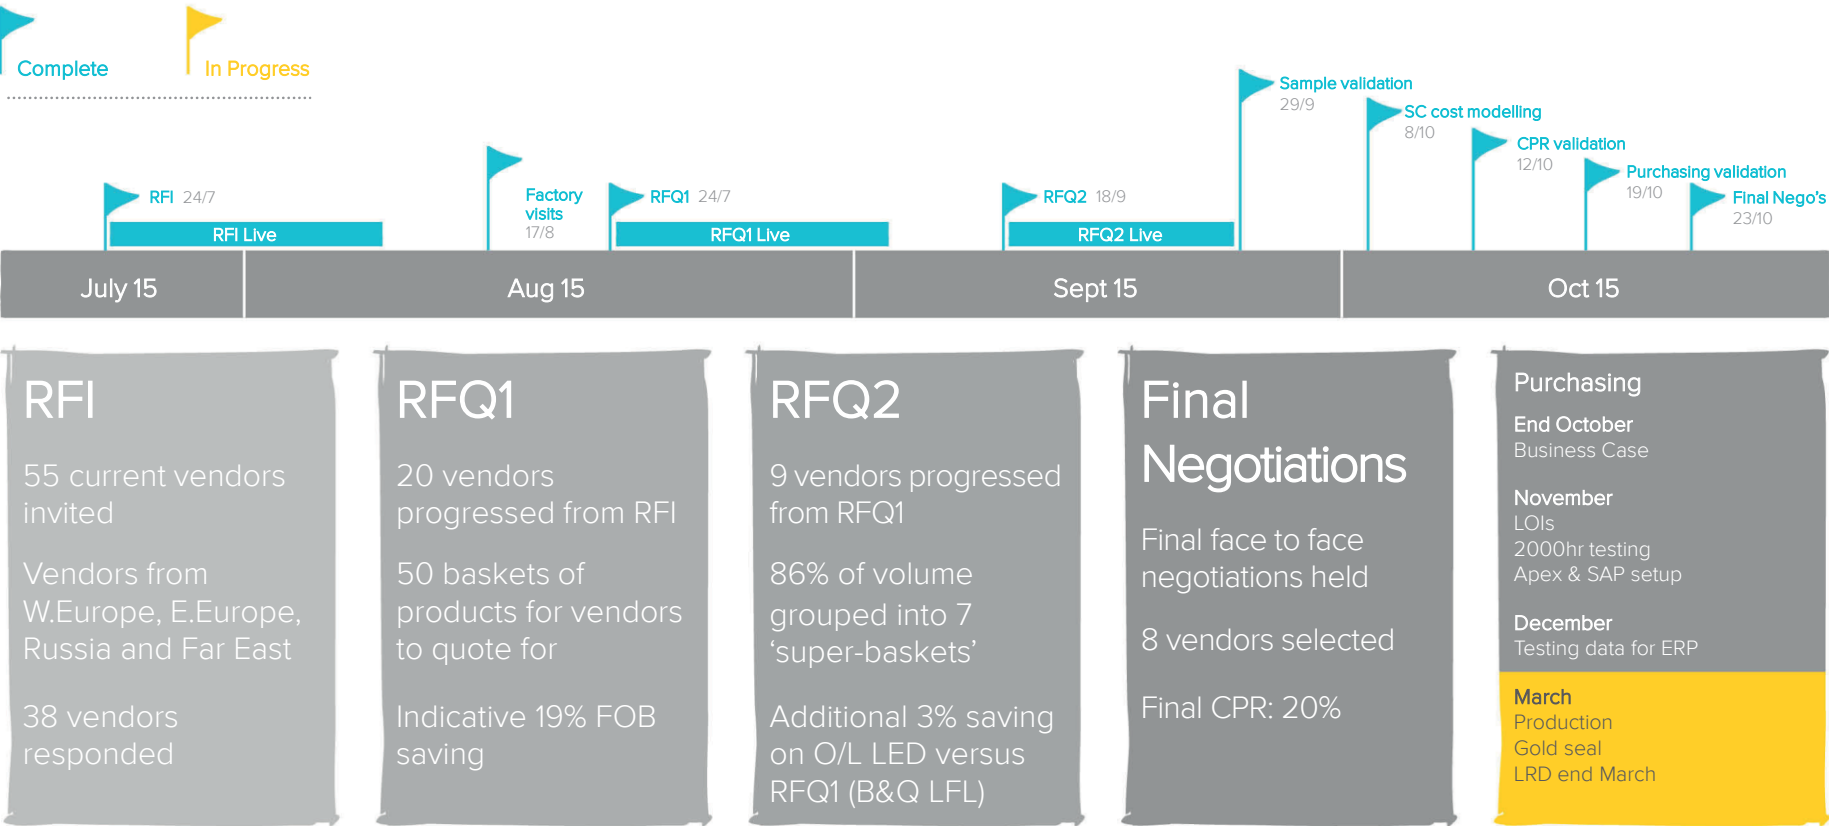 Complete
In Progress
Sample validation
29/9
SC cost modelling
8/10
CPR validation
12/10
Purchasing validation
19/10
Final Nego's
23/10
RFI 24/7
Factory
visits
17/8
RFQ1 24/7
RFQ2 18/9
RFI Live
RFQ1 Live
RFQ2 Live
July 15
Aug 15
Sept 15
Oct 15
RFI
55 current vendors
invited
Vendors from
W.Europe, E.Europe,
Russia and Far East
38 vendors
responded
RFQ1
20 vendors
progressed from RFI
50 baskets of
products for vendors
to quote for
Indicative 19% FOB
saving
RFQ2
9 vendors progressed
from RFQ1
86% of volume
grouped into 7
‘super-baskets’
Additional 3% saving
on O/L LED versus
RFQ1 (B&Q LFL)
Final
Negotiations
Final face to face
negotiations held
8 vendors selected
Final CPR: 20%
Purchasing
End October
Business Case
November
LOIs
2000hr testing
Apex & SAP setup
December
Testing data for ERP
March
Production
Gold seal
LRD end March